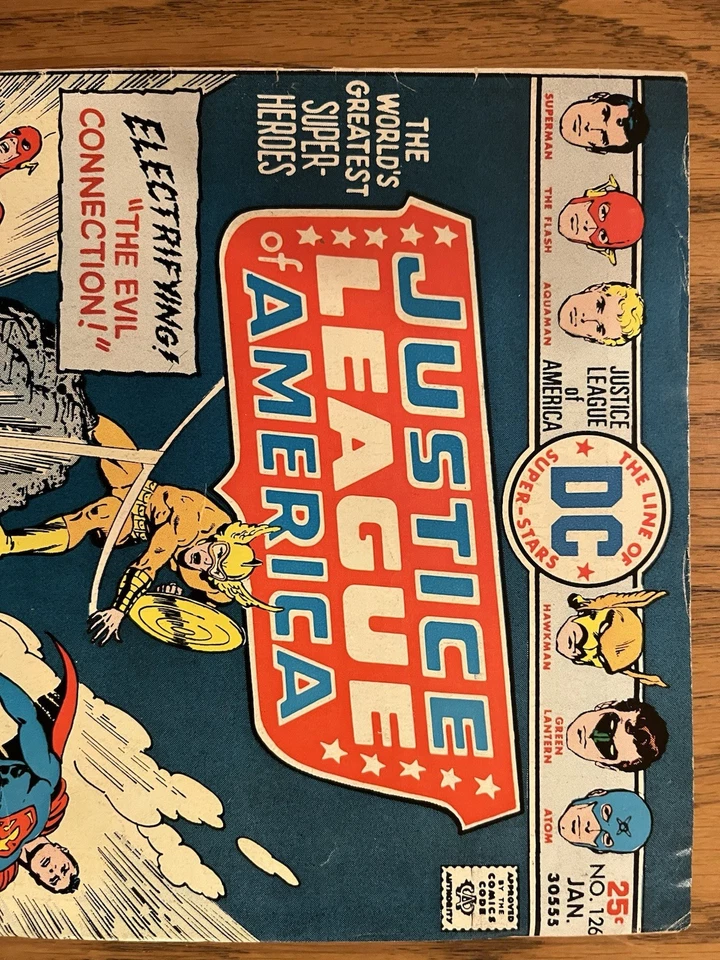 SUPERMAN
THE FLASH
AQUAMAN
JUSTICE
LEAGUE
of
AMERICA
THE LINE OF
DC
SUPER-STARS
HAWKMAN
GREEN
LANTERN
ATOM
25¢
NO. 126
JAN.
30555
THE
WORLD'S
GREATEST
SUPER-
HEROES
JUSTICE
LEAGUE
of AMERICA
APPROVED
BY THE
COMICS
CODE
CA
AUTHORITY
ELECTRIFYING!
"THE EVIL
CONNECTION!"